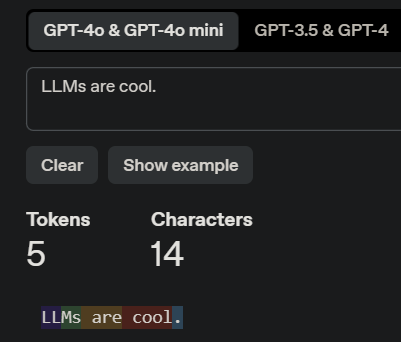 GPT-4o & GPT-4o mini GPT-3.5 & GPT-4
LLMs are cool.
Clear Show example
Tokens Characters
5 14
LLMs are cool.